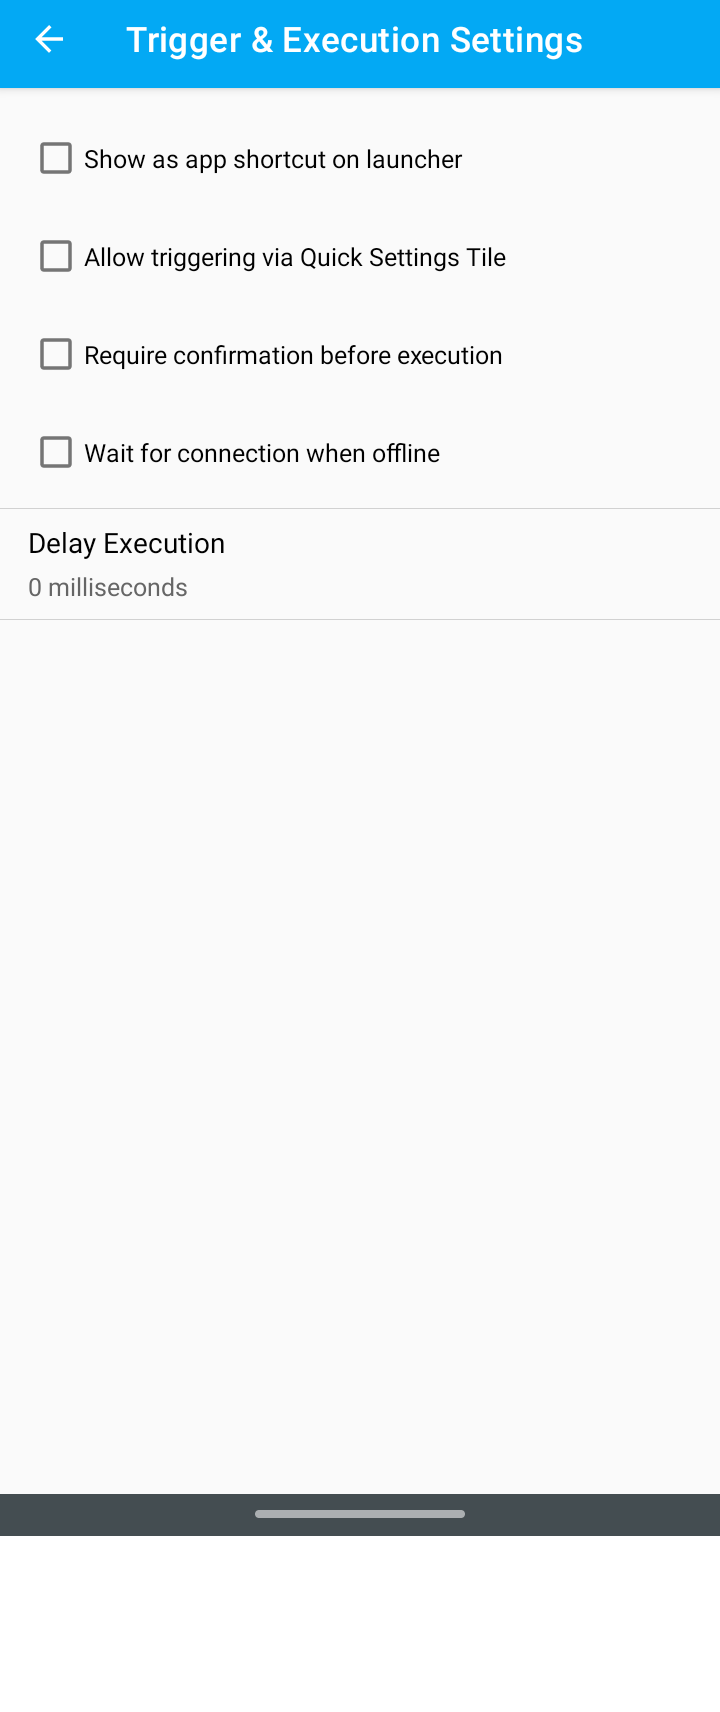 Trigger & Execution Settings
Show as app shortcut on launcher
Allow triggering via Quick Settings Tile
Require confirmation before execution
Wait for connection when offline
Delay Execution
0 milliseconds